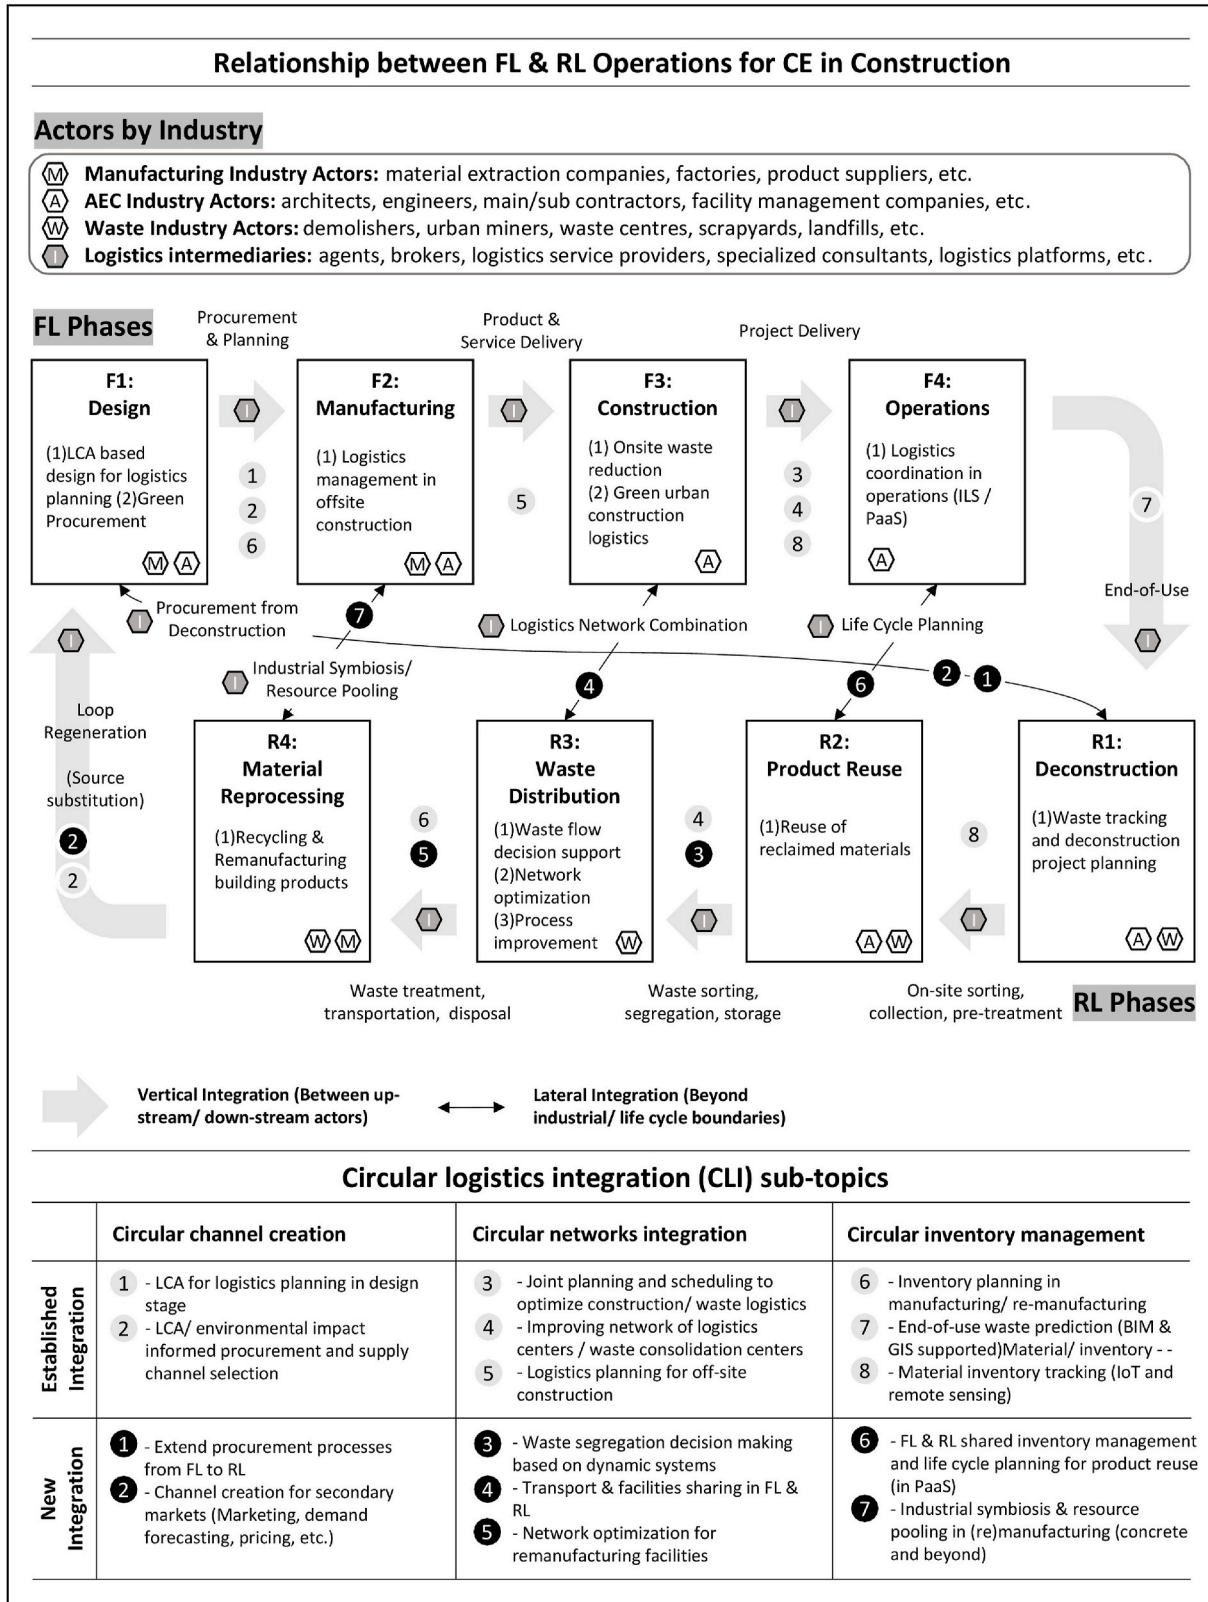 Relationship between FL & RL Operations for CE in Construction
Actors by Industry
M Manufacturing Industry Actors: material extraction companies, factories, product suppliers, etc.
A AEC Industry Actors: architects, engineers, main/sub contractors, facility management companies, etc.
W Waste Industry Actors: demolishers, urban miners, waste centres, scrapyards, landfills, etc.
I Logistics intermediaries: agents, brokers, logistics service providers, specialized consultants, logistics platforms, etc.
FL Phases
Procurement
& Planning
Product &
Service Delivery
Project Delivery
F1:
Design
(1)LCA based
design for logistics
planning (2)Green
Procurement
M A
I
1
2
6
F2:
Manufacturing
(1) Logistics
management in
offsite
construction
M A
I
5
F3:
Construction
(1) Onsite waste
reduction
(2) Green urban
construction
logistics
A
I
3
4
8
F4:
Operations
(1) Logistics
coordination in
operations (ILS /
PaaS)
A
7
End-of-Use
I
I
I Procurement from
Deconstruction
7
I Industrial Symbiosis/
Resource Pooling
I Logistics Network Combination
4
I Life Cycle Planning
6
2
1
Loop
Regeneration
(Source
substitution)
2
2
R4:
Material
Reprocessing
(1)Recycling &
Remanufacturing
building products
W M
6
5
I
R3:
Waste
Distribution
(1)Waste flow
decision support
(2)Network
optimization
(3)Process
improvement
W
4
3
I
R2:
Product Reuse
(1)Reuse of
reclaimed materials
A W
8
I
R1:
Deconstruction
(1)Waste tracking
and deconstruction
project planning
A W
Waste treatment,
transportation, disposal
Waste sorting,
segregation, storage
On-site sorting,
collection, pre-treatment
RL Phases
Vertical Integration (Between up-
stream/ down-stream actors)
Lateral Integration (Beyond
industrial/ life cycle boundaries)
Circular logistics integration (CLI) sub-topics
Circular channel creation
Circular networks integration
Circular inventory management
Established
Integration
1 - LCA for logistics planning in design
stage
2 - LCA/ environmental impact
informed procurement and supply
channel selection
3 - Joint planning and scheduling to
optimize construction/ waste logistics
4 - Improving network of logistics
centers / waste consolidation centers
5 - Logistics planning for off-site
construction
6 - Inventory planning in
manufacturing/ re-manufacturing
7 - End-of-use waste prediction (BIM &
GIS supported)Material/ inventory - -
8 - Material inventory tracking (IoT and
remote sensing)
New
Integration
1 - Extend procurement processes
from FL to RL
2 - Channel creation for secondary
markets (Marketing, demand
forecasting, pricing, etc.)
3 - Waste segregation decision making
based on dynamic systems
4 - Transport & facilities sharing in FL &
RL
5 - Network optimization for
remanufacturing facilities
6 - FL & RL shared inventory management
and life cycle planning for product reuse
(in PaaS)
7 - Industrial symbiosis & resource
pooling in (re)manufacturing (concrete
and beyond)